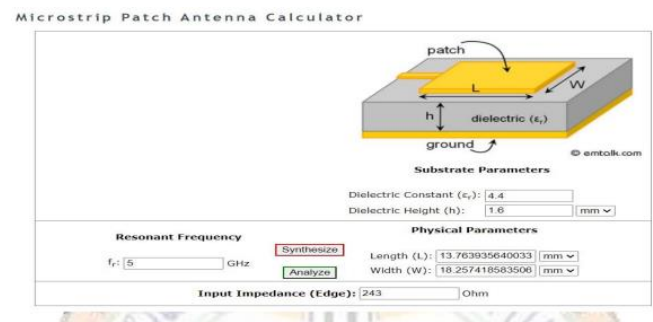 Microstrip Patch Antenna Calculator
patch
L
W
h
dielectric (εr)
ground
© emtalk.com
Substrate Parameters
Dielectric Constant (εr): 4.4
Dielectric Height (h): 1.6 mm
Resonant Frequency
Physical Parameters
fr: 5 GHz
Synthesize
Analyze
Length (L): 13.763935640033 mm
Width (W): 18.257418583506 mm
Input Impedance (Edge): 243 Ohm